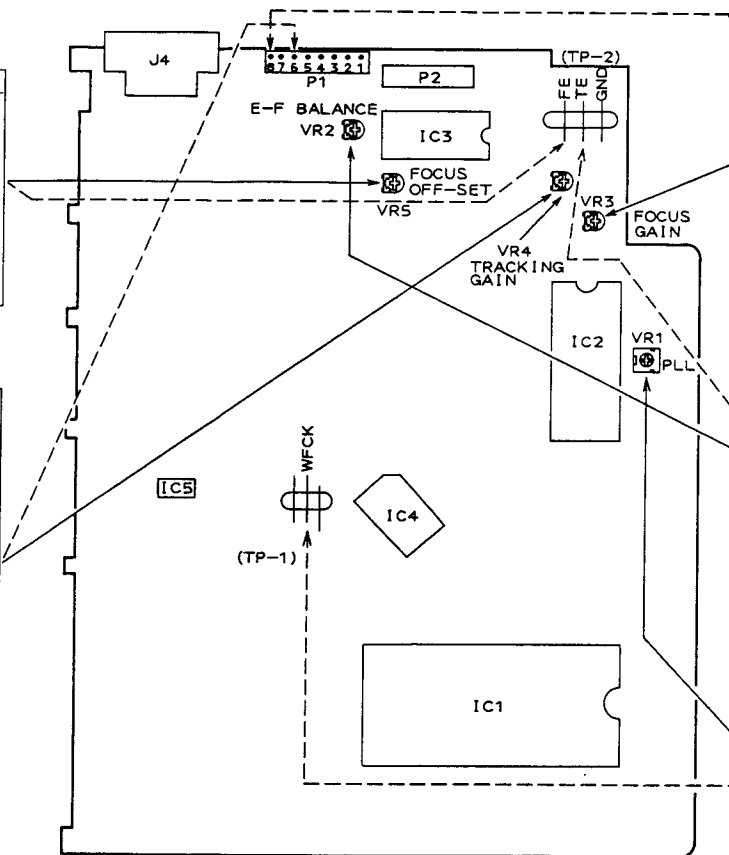 J4
8 7 6 5 4 3 2 1
P1
P2
(TP-2)
FE
TE
GND
E-F BALANCE
VR2
IC3
FOCUS
OFF-SET
VR5
VR3
FOCUS
GAIN
VR4
TRACKING
GAIN
IC2
VR1
PLL
WFCK
IC5
IC4
(TP-1)
IC1